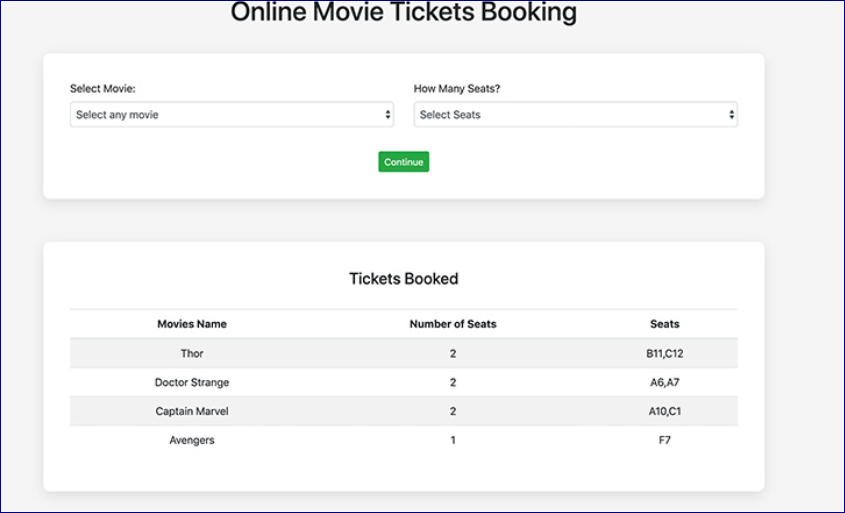 Online Movie Tickets Booking
Select Movie: How Many Seats?
Select any movie Select Seats
Continue
Tickets Booked
Movies Name Number of Seats Seats
Thor 2 B11,C12
Doctor Strange 2 A6,A7
Captain Marvel 2 A10,C1
Avengers 1 F7